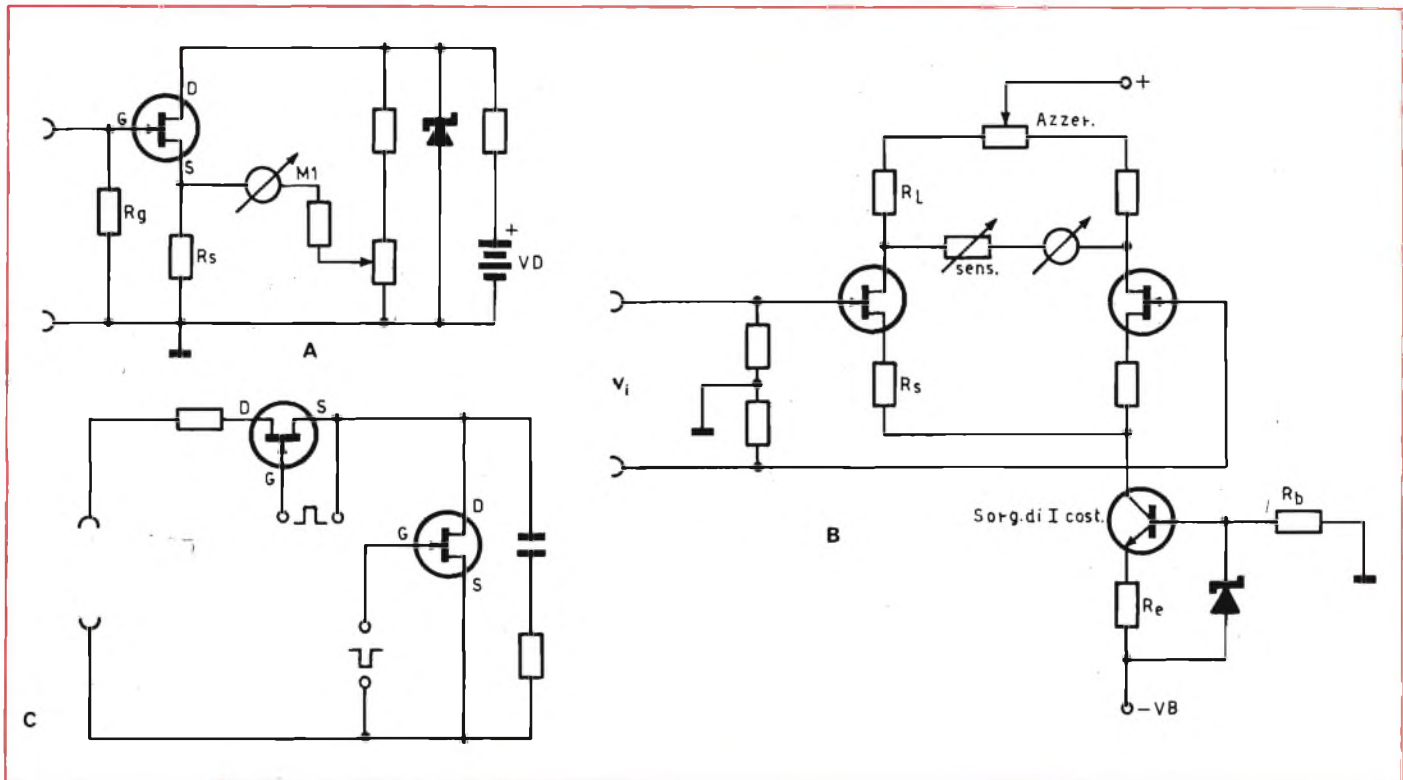 D
G
S
M1
Rg
Rs
+
VD
A
+
Azzer.
RL
sens.
Vi
Rs
B
Sorg.di I cost.
Rb
Re
–VB
D
S
G
D
G
S
C